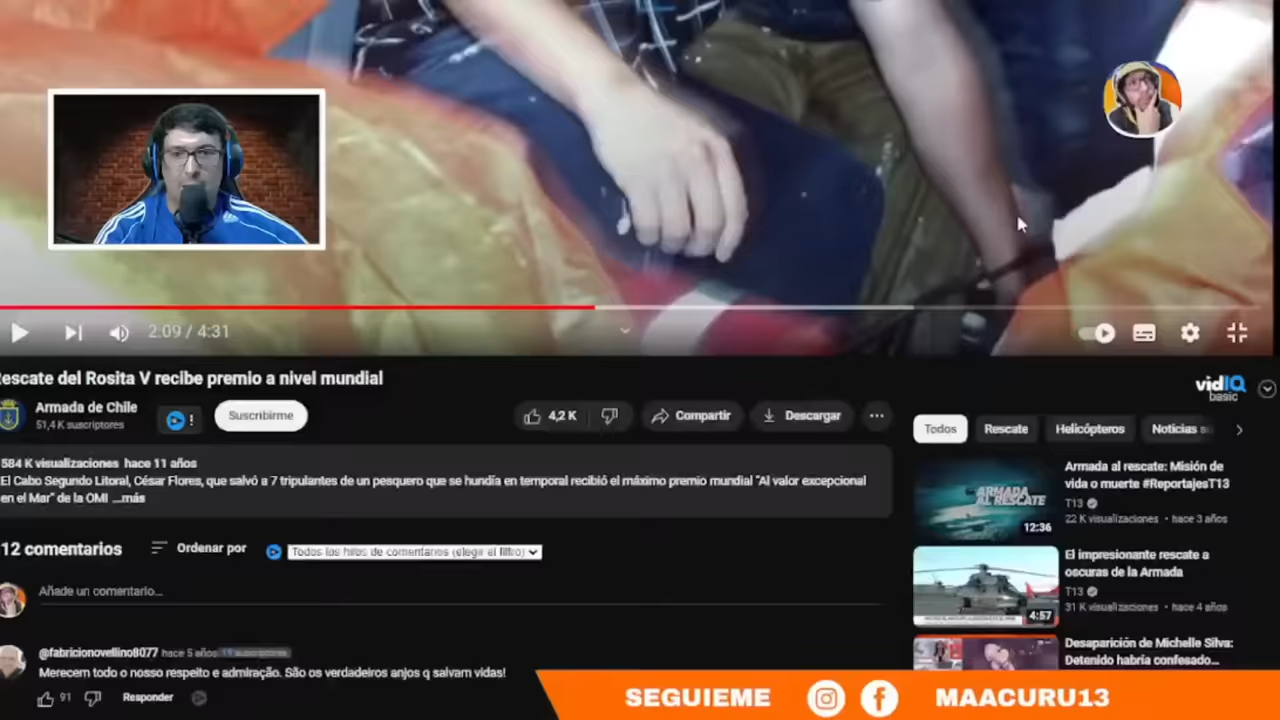 2:09 / 4:31
escate del Rosita V recibe premio a nivel mundial
vidIQ
basic
Armada de Chile
51,4 K suscriptores
!
Suscribirme
4,2 K
Compartir
Descargar
Todos
Rescate
Helicópteros
Noticias
584 K visualizaciones hace 11 años
El Cabo Segundo Litoral, César Flores, que salvó a 7 tripulantes de un pesquero que se hundía en temporal recibió el máximo premio mundial "Al valor excepcional
en el Mar" de la OMI ...más
ARMADA
AL RESCATE
12:36
Armada al rescate: Misión de
vida o muerte #ReportajesT13
T13
22 K visualizaciones • hace 3 años
12 comentarios
Ordenar por
Todos los hilos de comentarios (elegir al filtro)
4:57
El impresionante rescate a
oscuras de la Armada
T13
31 K visualizaciones • hace 4 años
Añade un comentario...
Desaparición de Michelle Silva:
Detenido habría confesado...
@fabricionovellino8077 hace 5 años
Merecem todo o nosso respeito e admiração. São os verdadeiros anjos q salvam vidas!
91
Responder
SEGUIEME
MAACURU13